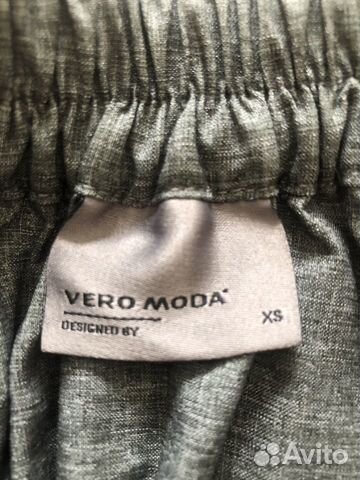 VERO MODA
DESIGNED BY
XS
Avito